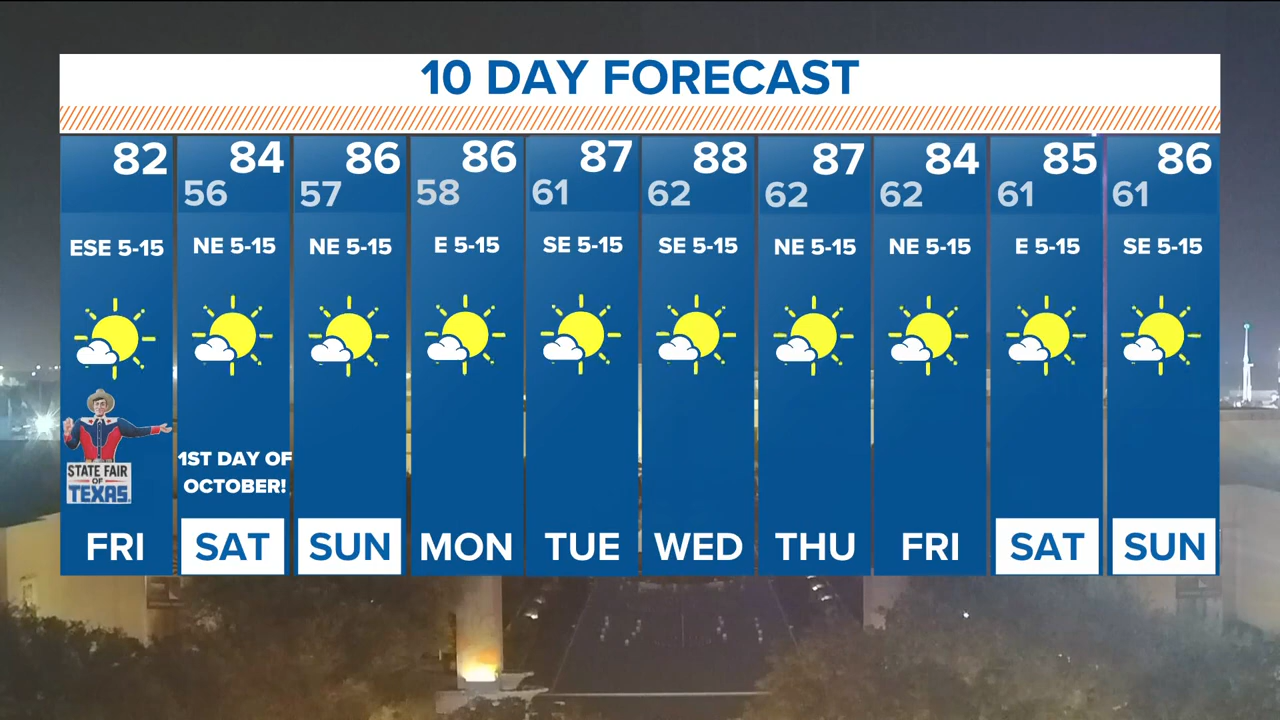 10 DAY FORECAST
82 84 86 86 87 88 87 84 85 86
56 57 58 61 62 62 62 61 61
ESE 5-15 NE 5-15 NE 5-15 E 5-15 SE 5-15 SE 5-15 NE 5-15 NE 5-15 E 5-15 SE 5-15
STATE FAIR
OF
TEXAS
1ST DAY OF
OCTOBER!
FRI SAT SUN MON TUE WED THU FRI SAT SUN